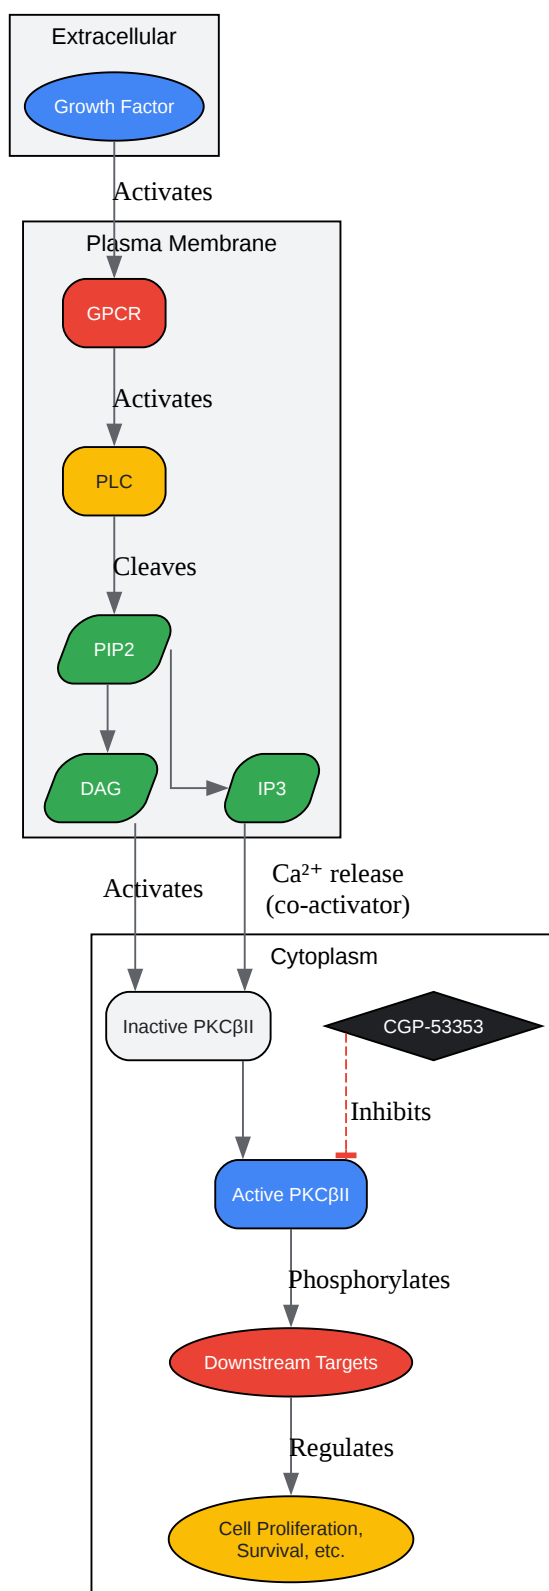 Extracellular
Growth Factor
Activates
Plasma Membrane
GPCR
Activates
PLC
Cleaves
PIP2
DAG
IP3
Activates
Ca²⁺ release
(co-activator)
Cytoplasm
Inactive PKCβII
CGP-53353
Inhibits
Active PKCβII
Phosphorylates
Downstream Targets
Regulates
Cell Proliferation,
Survival, etc.